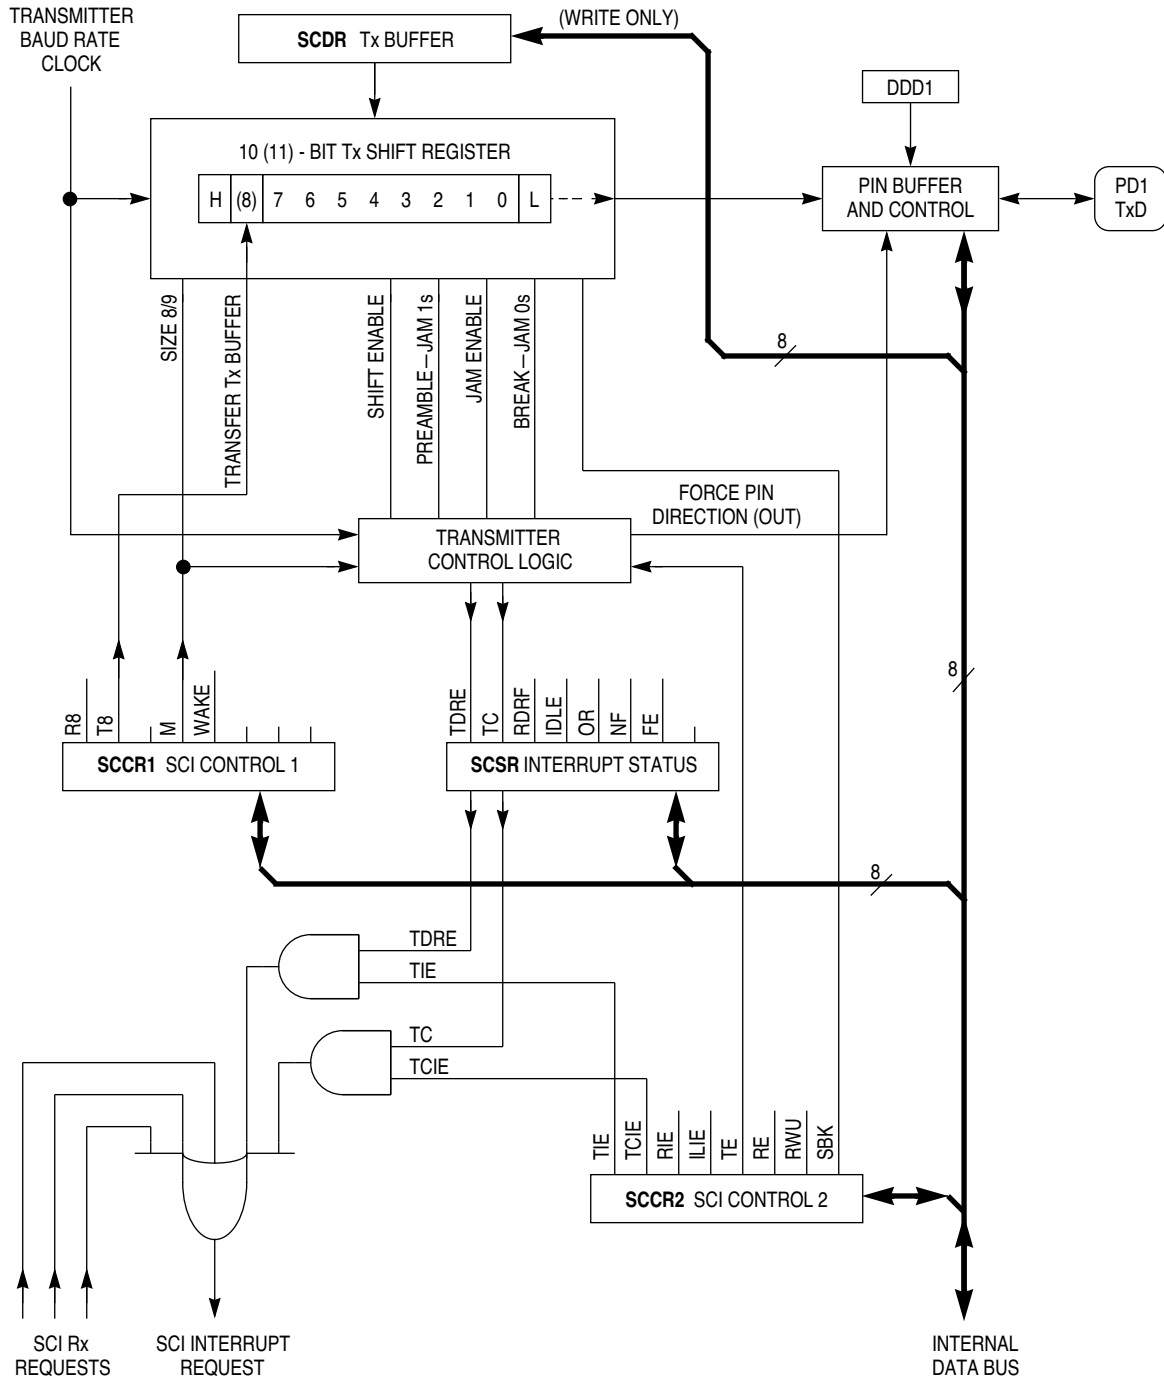 TRANSMITTER
BAUD RATE
CLOCK
SCDR Tx BUFFER
(WRITE ONLY)
DDD1
10 (11) - BIT Tx SHIFT REGISTER
H (8) 7 6 5 4 3 2 1 0 L
PIN BUFFER
AND CONTROL
PD1
TxD
SIZE 8/9
TRANSFER Tx BUFFER
SHIFT ENABLE
PREAMBLE—JAM 1s
JAM ENABLE
BREAK—JAM 0s
8
FORCE PIN
DIRECTION (OUT)
TRANSMITTER
CONTROL LOGIC
8
R8
T8
M
WAKE
TDRE
TC
RDRF
IDLE
OR
NF
FE
SCCR1 SCI CONTROL 1
SCSR INTERRUPT STATUS
8
TDRE
TIE
TC
TCIE
TIE
TCIE
RIE
ILIE
TE
RE
RWU
SBK
SCCR2 SCI CONTROL 2
SCI Rx
REQUESTS
SCI INTERRUPT
REQUEST
INTERNAL
DATA BUS